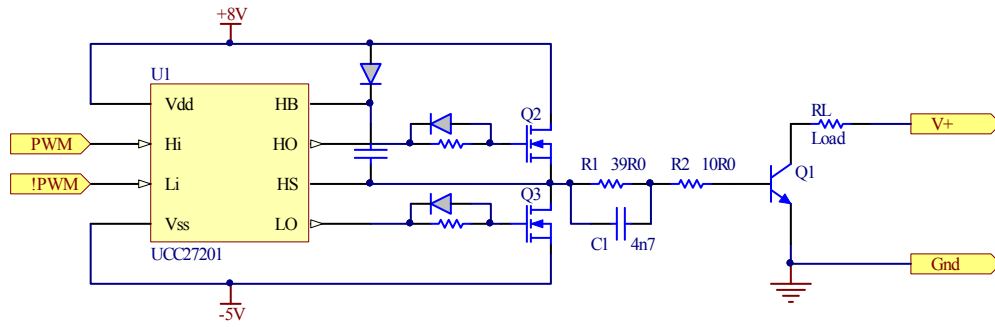 +8V
U1
Vdd HB
Q2
RL
V+
PWM Hi HO
Load
R1 39R0 R2 10R0
!PWM Li HS
Q1
Q3
Vss LO
C1 4n7
UCC27201
Gnd
-5V